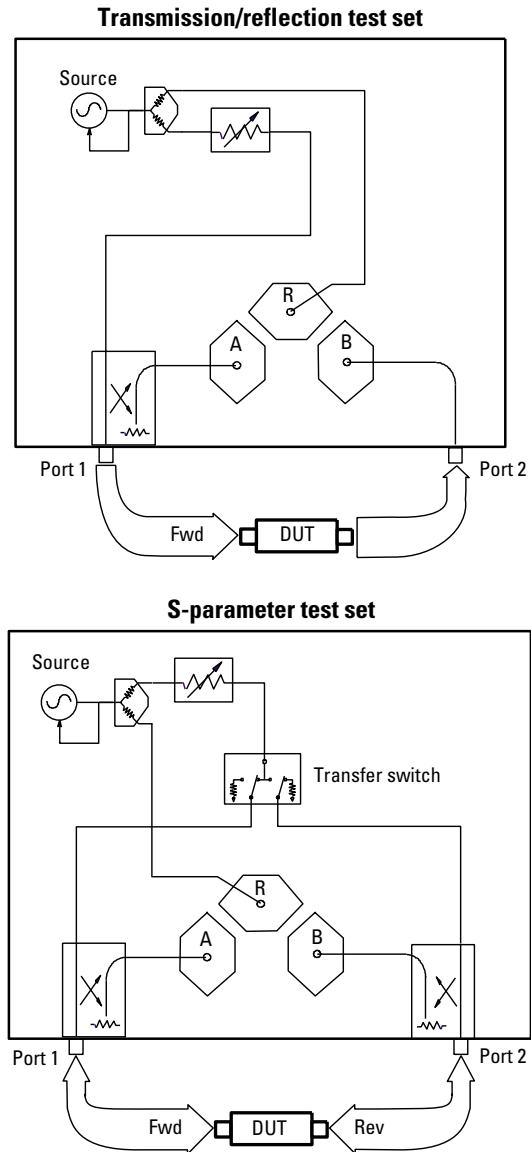 Transmission/reflection test set
Source
R
A
B
Port 1
Port 2
Fwd
DUT
S-parameter test set
Source
Transfer switch
R
A
B
Port 1
Port 2
Fwd
DUT
Rev